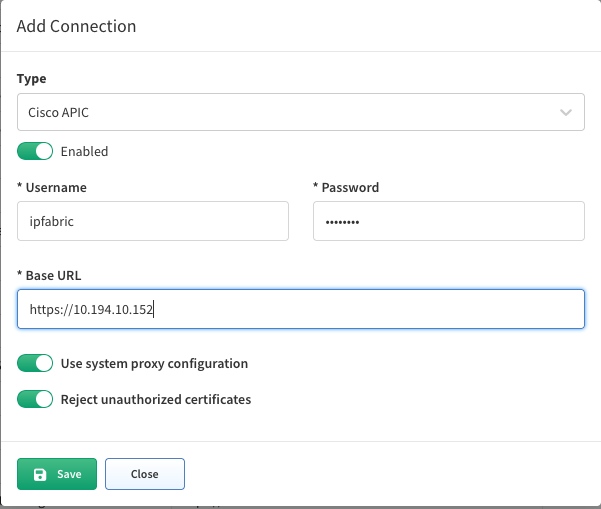 Add Connection
Type
Cisco APIC
Enabled
* Username * Password
ipfabric ••••••••
* Base URL
https://10.194.10.152
Use system proxy configuration
Reject unauthorized certificates
Save Close